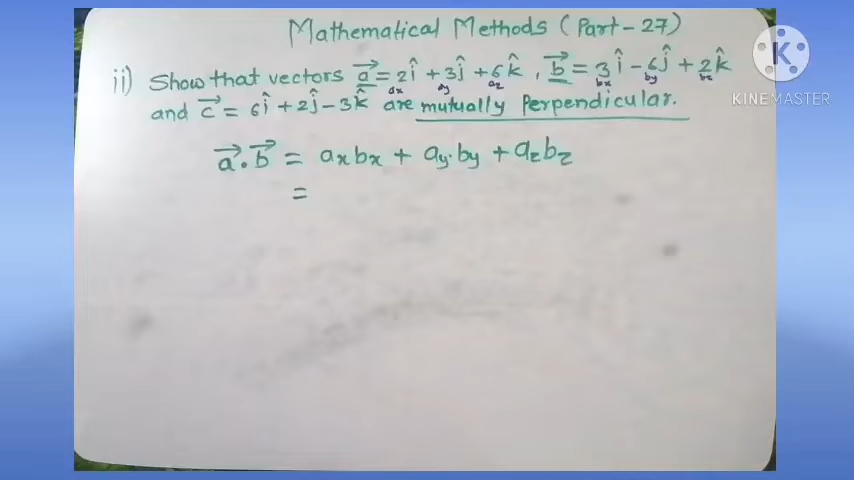 Mathematical Methods (Part-27)
K
KINEMASTER
ii) Show that vectors a⃗ = 2î + 3ĵ + 6k̂, b⃗ = 3î - 6ĵ + 2k̂
ax ay az bx by bz
and c⃗ = 6î + 2ĵ - 3k̂ are mutually Perpendicular.
a⃗ . b⃗ = axbx + ay.by + azbz
=